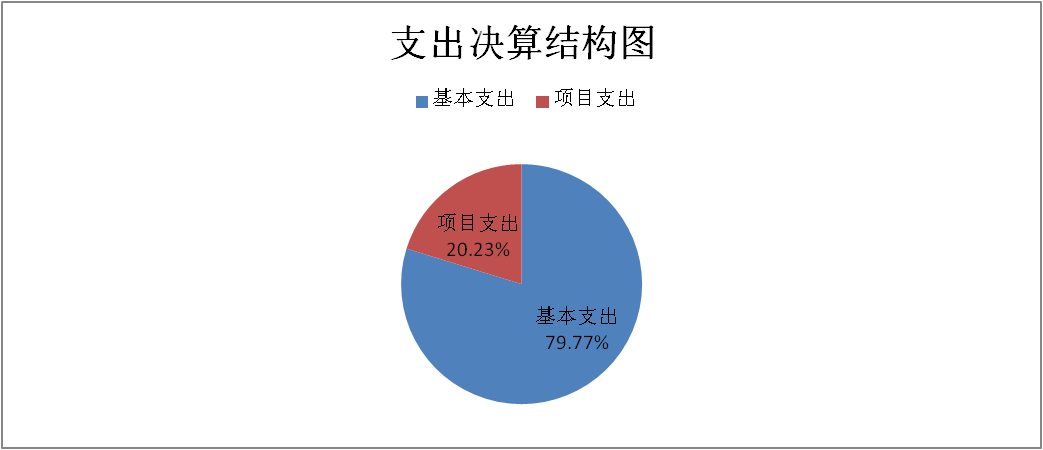 支出决算结构图
基本支出 项目支出
项目支出
20.23%
基本支出
79.77%